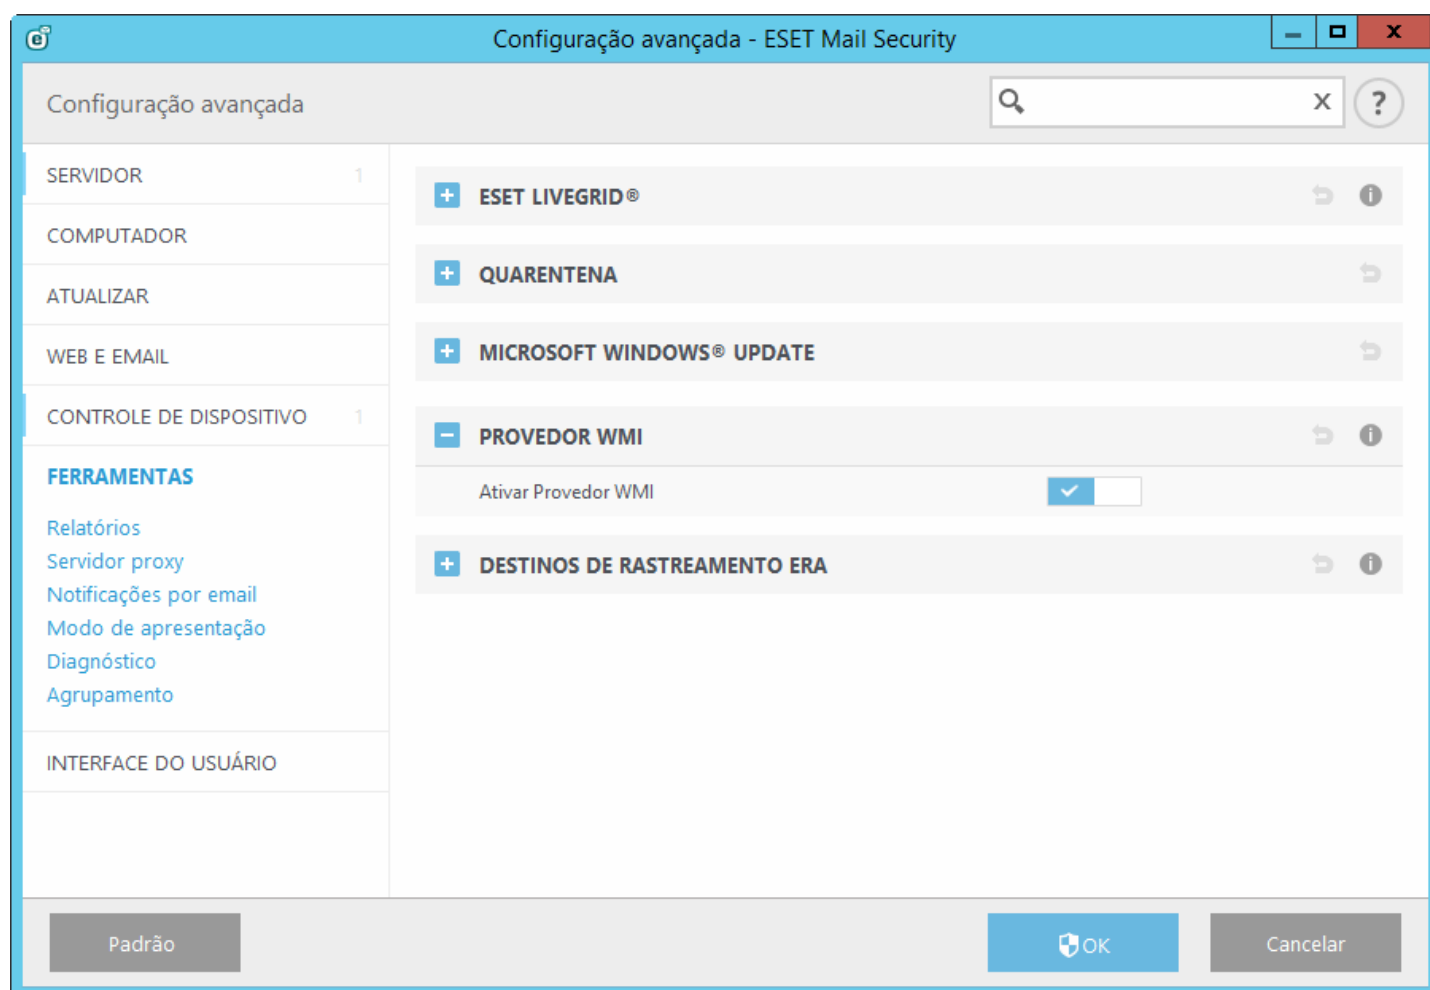 Configuração avançada - ESET Mail Security
Configuração avançada
SERVIDOR 1
COMPUTADOR
ATUALIZAR
WEB E EMAIL
CONTROLE DE DISPOSITIVO 1
FERRAMENTAS
Relatórios
Servidor proxy
Notificações por email
Modo de apresentação
Diagnóstico
Agrupamento
INTERFACE DO USUÁRIO
ESET LIVEGRID®
QUARENTENA
MICROSOFT WINDOWS® UPDATE
PROVEDOR WMI
Ativar Provedor WMI
DESTINOS DE RASTREAMENTO ERA
Padrão
OK
Cancelar